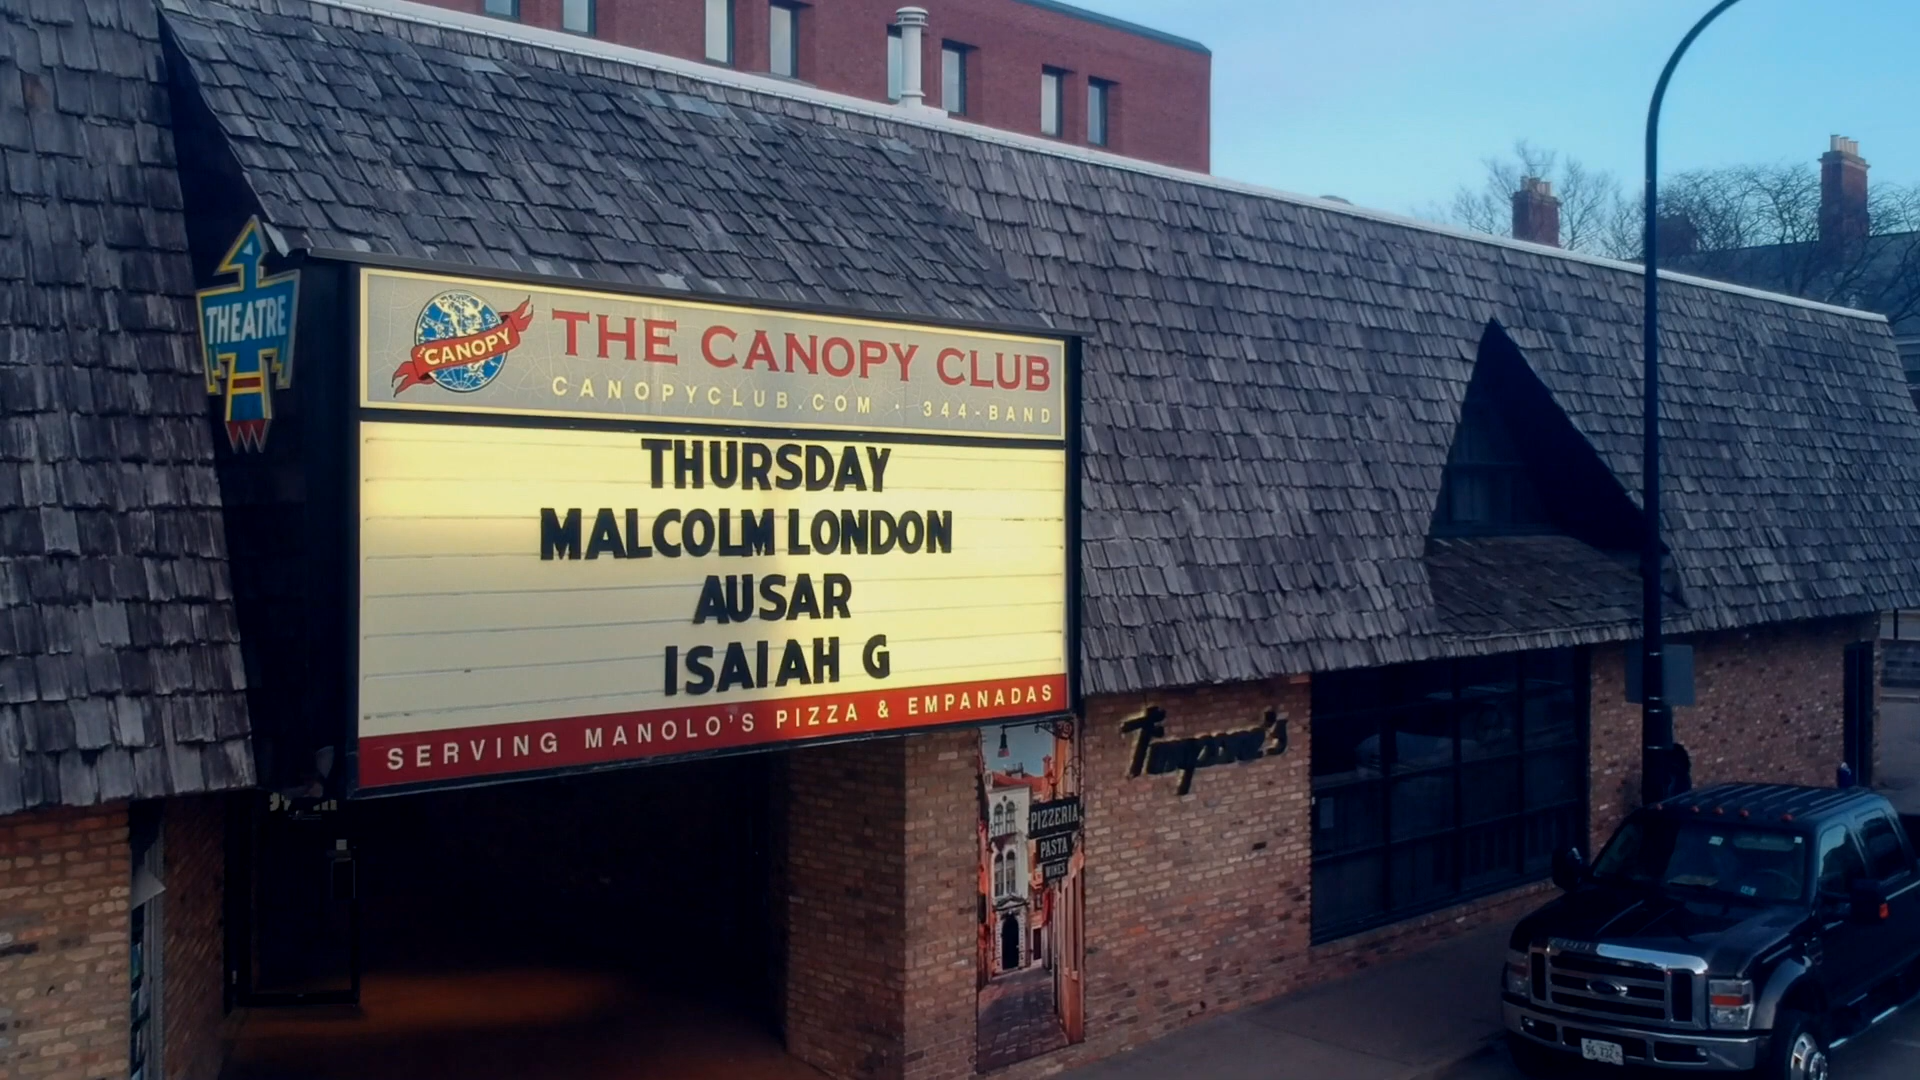 THEATRE
CANOPY
THE CANOPY CLUB
CANOPYCLUB.COM · 344-BAND
THURSDAY
MALCOLM LONDON
AUSAR
ISAIAH G
SERVING MANOLO'S PIZZA & EMPANADAS
Timpone's
PIZZERIA
PASTA
WINES